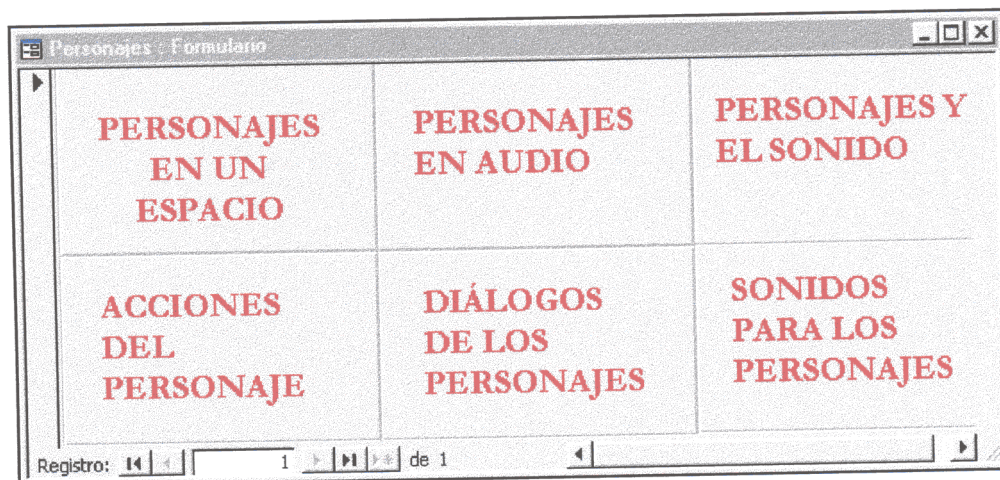 Personajes : Formulario
PERSONAJES
EN UN
ESPACIO
PERSONAJES
EN AUDIO
PERSONAJES Y
EL SONIDO
ACCIONES
DEL
PERSONAJE
DIÁLOGOS
DE LOS
PERSONAJES
SONIDOS
PARA LOS
PERSONAJES
Registro: 1 de 1